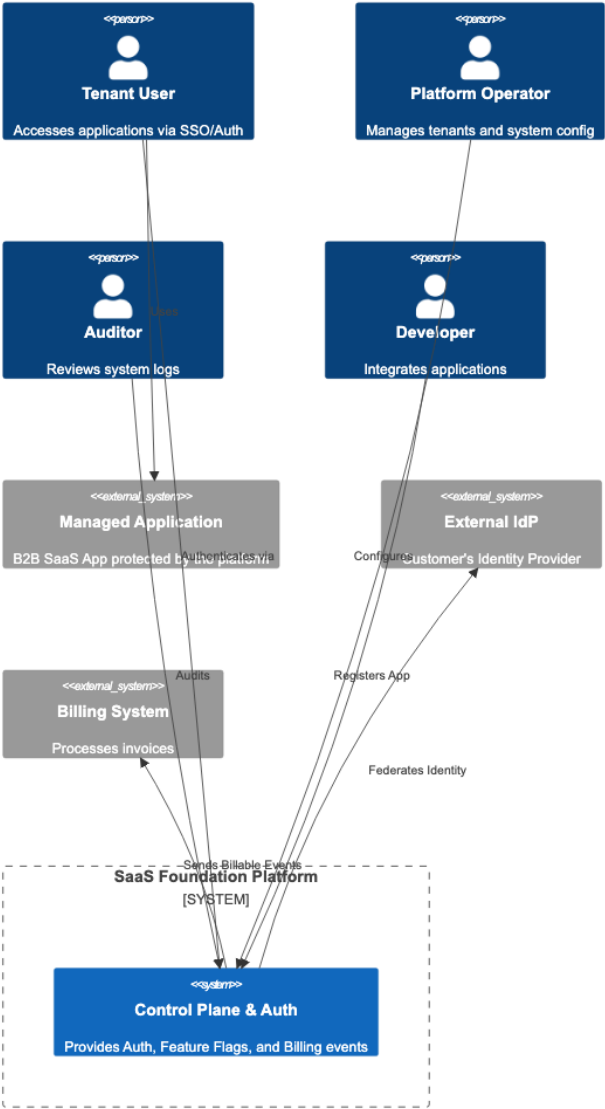 <<person>>
Tenant User
Accesses applications via SSO/Auth
<<person>>
Platform Operator
Manages tenants and system config
<<person>>
Auditor
Reviews system logs
<<person>>
Developer
Integrates applications
Uses
<<external_system>>
Managed Application
B2B SaaS App protected by the platform
<<external_system>>
External IdP
Customer's Identity Provider
Authenticates via
Configures
<<external_system>>
Billing System
Processes invoices
Audits
Registers App
Federates Identity
Sends Billable Events
SaaS Foundation Platform
[SYSTEM]
<<system>>
Control Plane & Auth
Provides Auth, Feature Flags, and Billing events